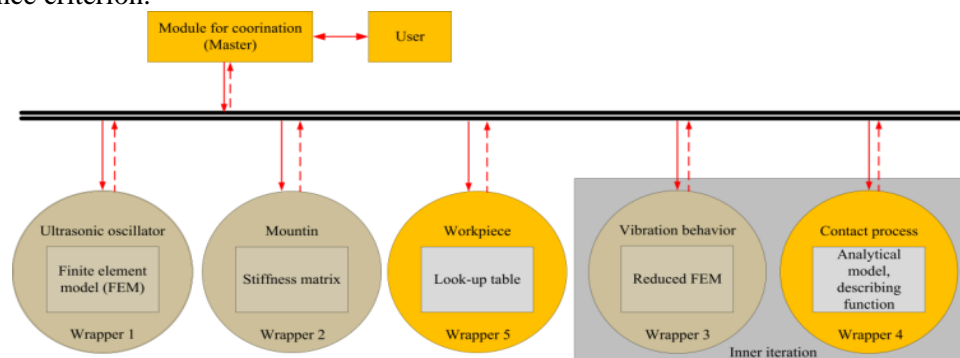 nce criterion.
Module for coorination
(Master)
User
Ultrasonic oscillator
Finite element
model (FEM)
Wrapper 1
Mountin
Stiffness matrix
Wrapper 2
Workpiece
Look-up table
Wrapper 5
Vibration behavior
Reduced FEM
Wrapper 3
Contact process
Analytical
model,
describing
function
Wrapper 4
Inner iteration